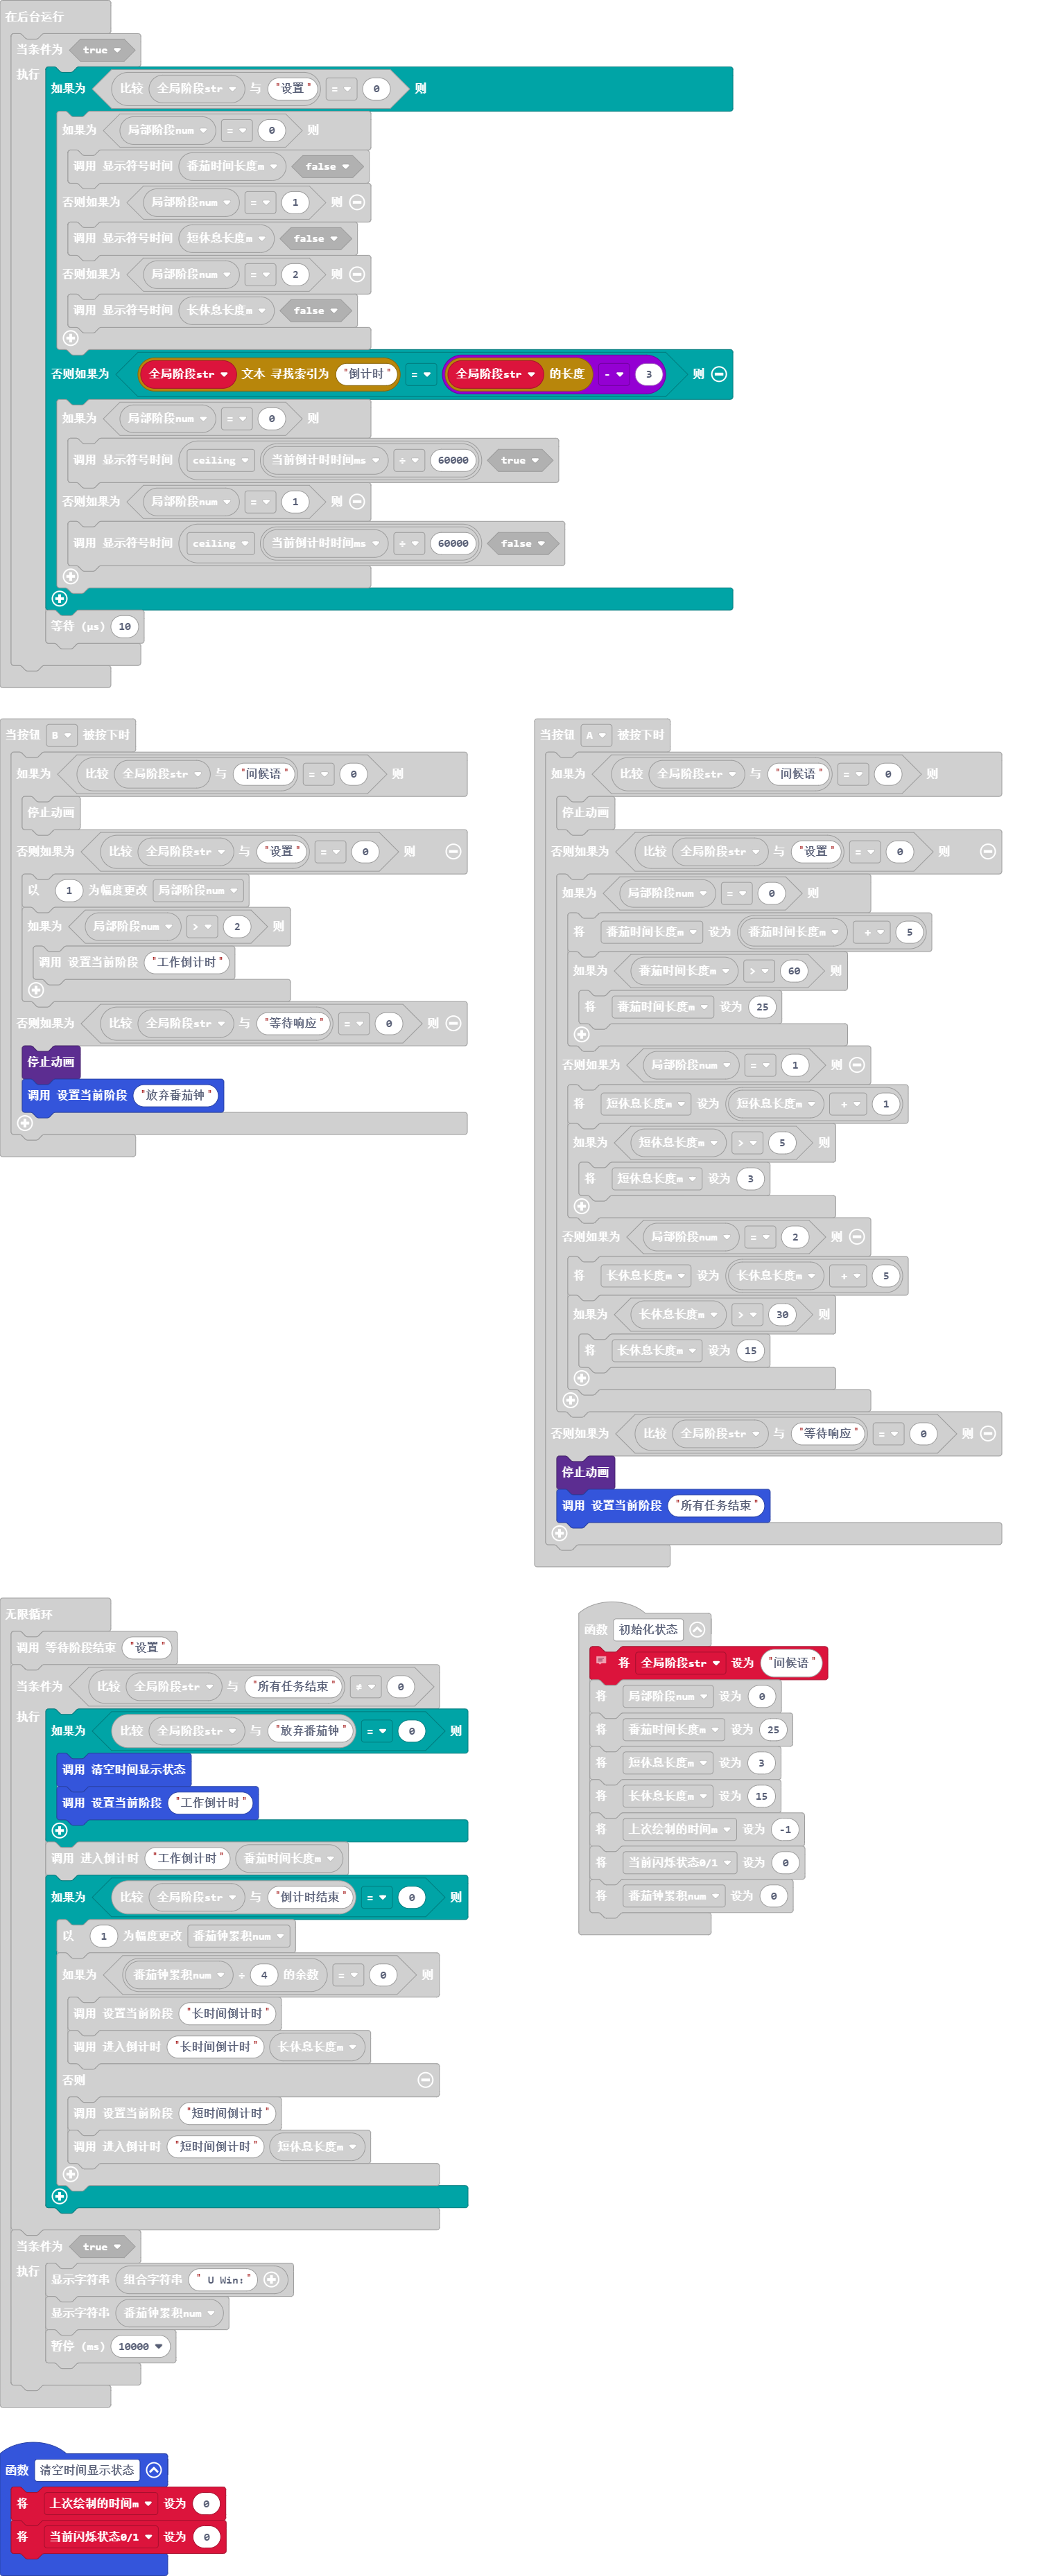 在后台运行
当条件为 true
执行
如果为 比较 全局阶段str 与 "设置" = 0 则
如果为 局部阶段num = 0 则
调用 显示符号时间 番茄时间长度m false
否则如果为 局部阶段num = 1 则
调用 显示符号时间 短休息长度m false
否则如果为 局部阶段num = 2 则
调用 显示符号时间 长休息长度m false
否则如果为 全局阶段str 文本 寻找索引为 "倒计时" = 全局阶段str 的长度 - 3 则
如果为 局部阶段num = 0 则
调用 显示符号时间 ceiling 当前倒计时时间ms ÷ 60000 true
否则如果为 局部阶段num = 1 则
调用 显示符号时间 ceiling 当前倒计时时间ms ÷ 60000 false
等待 (µs) 10
当按钮 B 被按下时
如果为 比较 全局阶段str 与 "问候语" = 0 则
停止动画
否则如果为 比较 全局阶段str 与 "设置" = 0 则
以 1 为幅度更改 局部阶段num
如果为 局部阶段num > 2 则
调用 设置当前阶段 "工作倒计时"
否则如果为 比较 全局阶段str 与 "等待响应" = 0 则
停止动画
调用 设置当前阶段 "放弃番茄钟"
当按钮 A 被按下时
如果为 比较 全局阶段str 与 "问候语" = 0 则
停止动画
否则如果为 比较 全局阶段str 与 "设置" = 0 则
如果为 局部阶段num = 0 则
将 番茄时间长度m 设为 番茄时间长度m + 5
如果为 番茄时间长度m > 60 则
将 番茄时间长度m 设为 25
否则如果为 局部阶段num = 1 则
将 短休息长度m 设为 短休息长度m + 1
如果为 短休息长度m > 5 则
将 短休息长度m 设为 3
否则如果为 局部阶段num = 2 则
将 长休息长度m 设为 长休息长度m + 5
如果为 长休息长度m > 30 则
将 长休息长度m 设为 15
否则如果为 比较 全局阶段str 与 "等待响应" = 0 则
停止动画
调用 设置当前阶段 "所有任务结束"
无限循环
调用 等待阶段结束 "设置"
当条件为 比较 全局阶段str 与 "所有任务结束" ≠ 0
执行
如果为 比较 全局阶段str 与 "放弃番茄钟" = 0 则
调用 清空时间显示状态
调用 设置当前阶段 "工作倒计时"
调用 进入倒计时 "工作倒计时" 番茄时间长度m
如果为 比较 全局阶段str 与 "倒计时结束" = 0 则
以 1 为幅度更改 番茄钟累积num
如果为 番茄钟累积num ÷ 4 的余数 = 0 则
调用 设置当前阶段 "长时间倒计时"
调用 进入倒计时 "长时间倒计时" 长休息长度m
否则
调用 设置当前阶段 "短时间倒计时"
调用 进入倒计时 "短时间倒计时" 短休息长度m
当条件为 true
执行
显示字符串 组合字符串 " U Win:"
显示字符串 番茄钟累积num
暂停 (ms) 10000
函数 初始化状态
将 全局阶段str 设为 "问候语"
将 局部阶段num 设为 0
将 番茄时间长度m 设为 25
将 短休息长度m 设为 3
将 长休息长度m 设为 15
将 上次绘制的时间m 设为 -1
将 当前闪烁状态0/1 设为 0
将 番茄钟累积num 设为 0
函数 清空时间显示状态
将 上次绘制的时间m 设为 0
将 当前闪烁状态0/1 设为 0